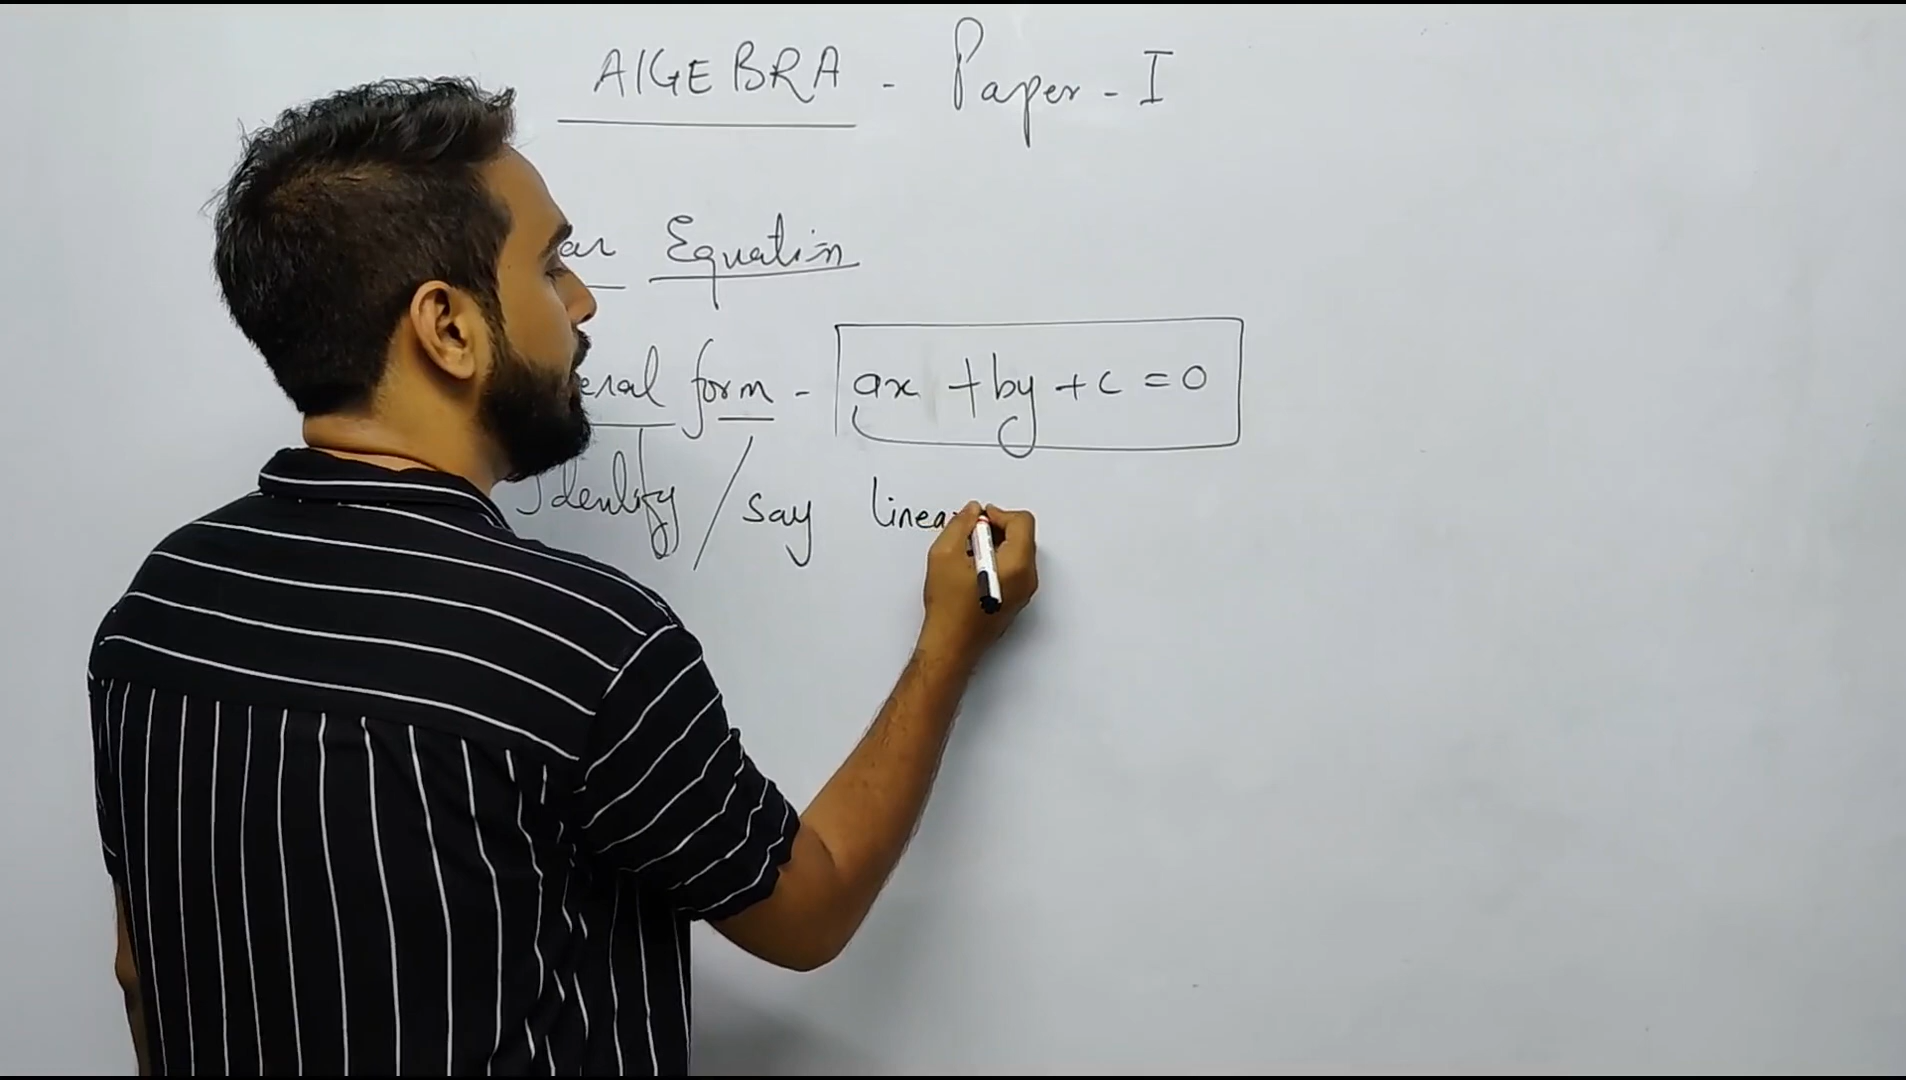 AlGEBRA - Paper - I
ar Equation
eral form - ax + by + c = 0
Identify / say linea